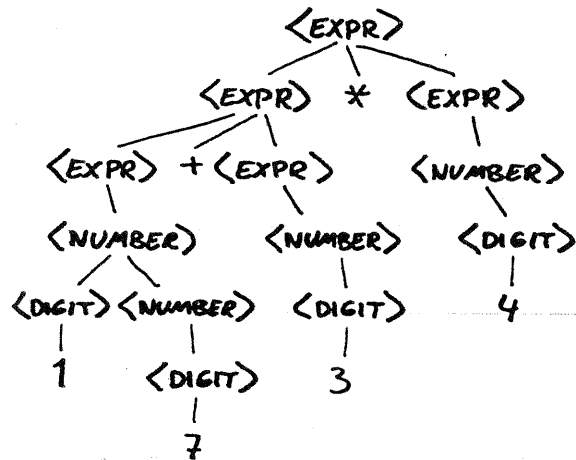 <EXPR>
<EXPR> * <EXPR>
<EXPR> + <EXPR> <NUMBER>
<NUMBER> <NUMBER> <DIGIT>
<DIGIT> <NUMBER> <DIGIT> 4
1 <DIGIT> 3
7